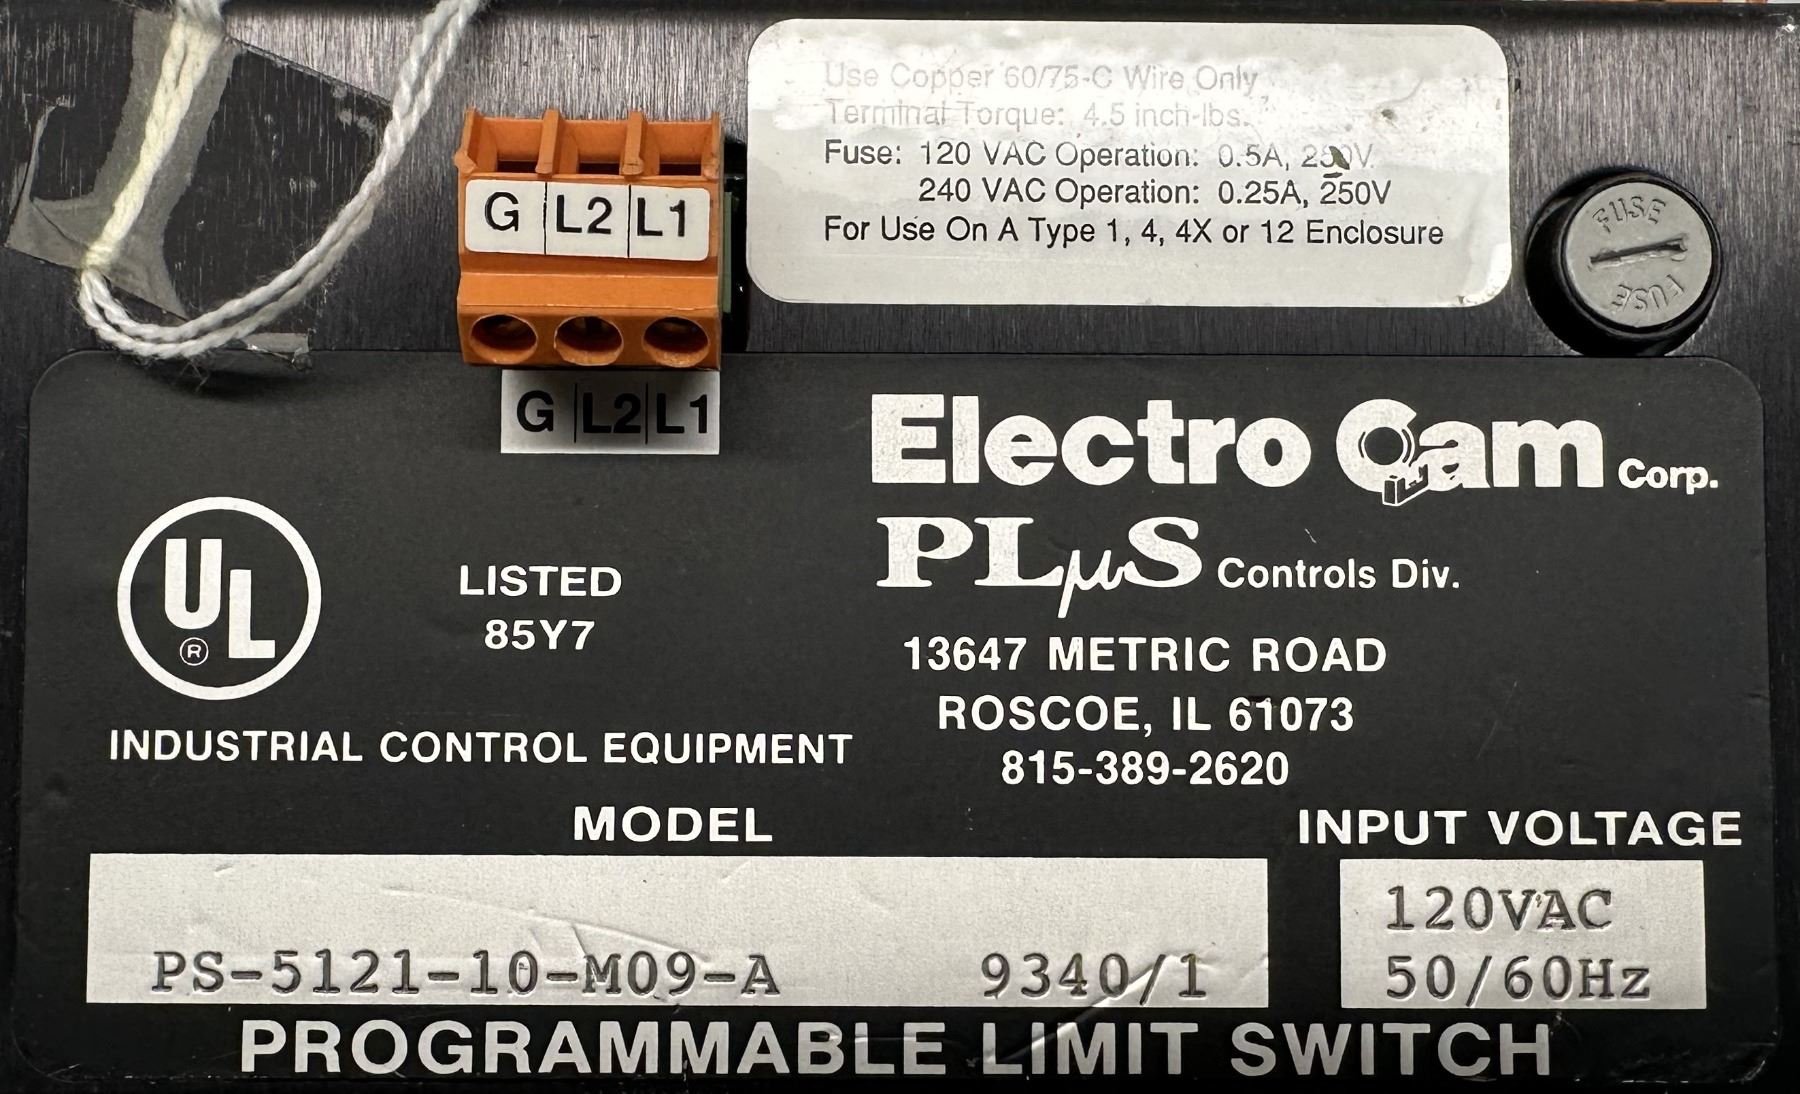 Use Copper 60/75-C Wire Only
Terminal Torque: 4.5 inch-lbs.
Fuse: 120 VAC Operation: 0.5A, 250V
240 VAC Operation: 0.25A, 250V
For Use On A Type 1, 4, 4X or 12 Enclosure
G L2 L1
FUSE
FUSE
G L2 L1
Electro Cam Corp.
PLμS Controls Div.
13647 METRIC ROAD
ROSCOE, IL 61073
815-389-2620
UL
®
LISTED
85Y7
INDUSTRIAL CONTROL EQUIPMENT
MODEL
PS-5121-10-M09-A 9340/1
INPUT VOLTAGE
120VAC
50/60Hz
PROGRAMMABLE LIMIT SWITCH